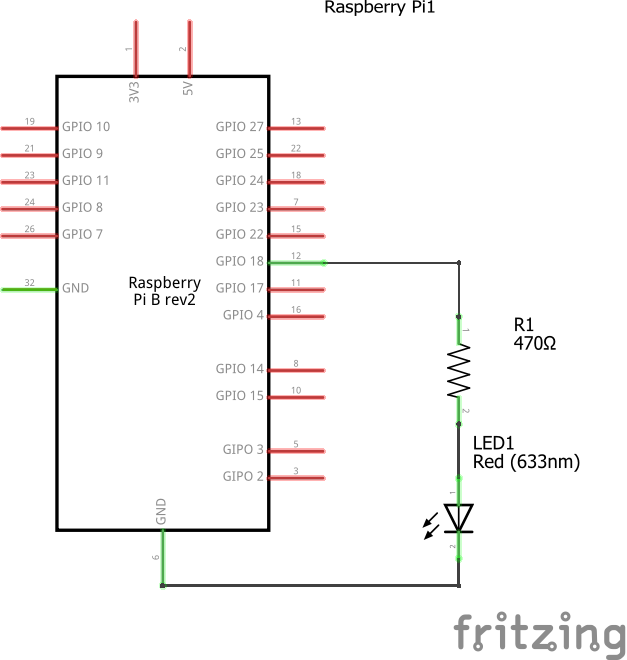 Raspberry Pi1
1
2
3V3
5V
19 GPIO 10
GPIO 27 13
21 GPIO 9
GPIO 25 22
23 GPIO 11
GPIO 24 18
24 GPIO 8
GPIO 23 7
26 GPIO 7
GPIO 22 15
GPIO 18 12
32 GND
Raspberry
Pi B rev2
GPIO 17 11
GPIO 4 16
1
R1
470Ω
2
GPIO 14 8
GPIO 15 10
GIPO 3 5
GIPO 2 3
LED1
Red (633nm)
1
2
GND
6
fritzing